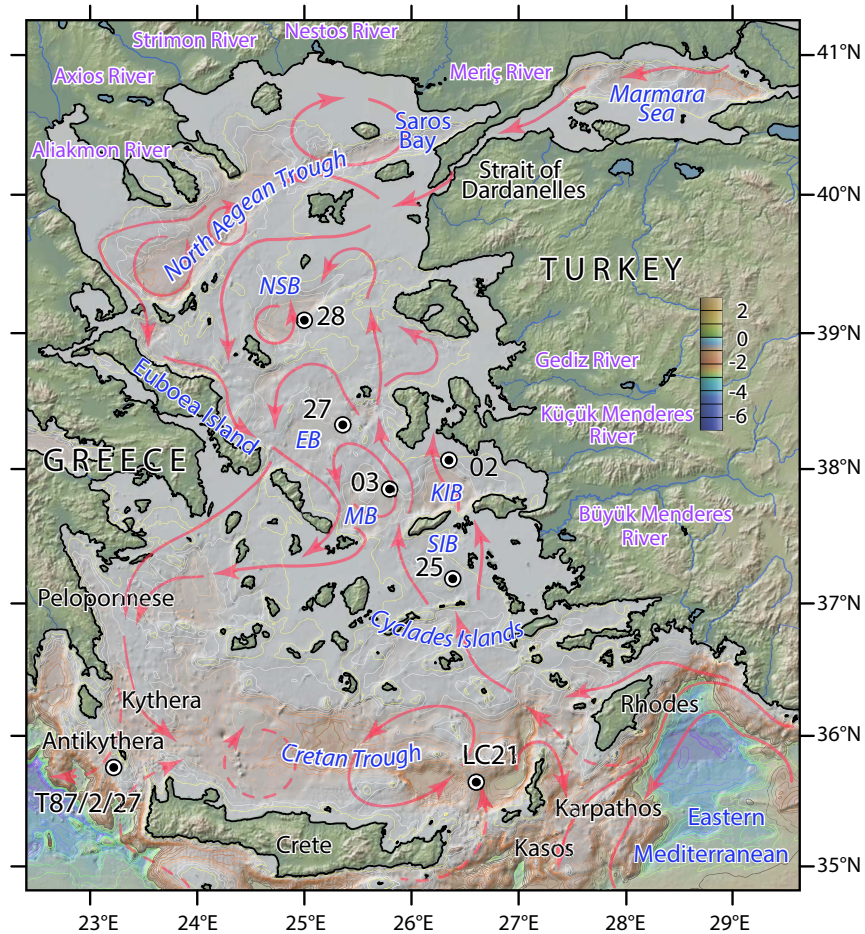 Strimon River
Nestos River
Axios River
Meriç River
41°N
Marmara
Sea
Saros
Bay
Aliakmon River
Strait of
Dardanelles
40°N
North Aegean Trough
TURKEY
NSB
28
2
0
-2
-4
-6
39°N
Gediz River
Euboea Island
27
EB
Küçük Menderes
River
GREECE
38°N
02
03
KIB
MB
Büyük Menderes
River
SIB
25
37°N
Peloponnese
Cyclades Islands
Kythera
Rhodes
36°N
Antikythera
Cretan Trough
LC21
T87/2/27
Karpathos
Eastern
Mediterranean
Crete
Kasos
35°N
23°E
24°E
25°E
26°E
27°E
28°E
29°E